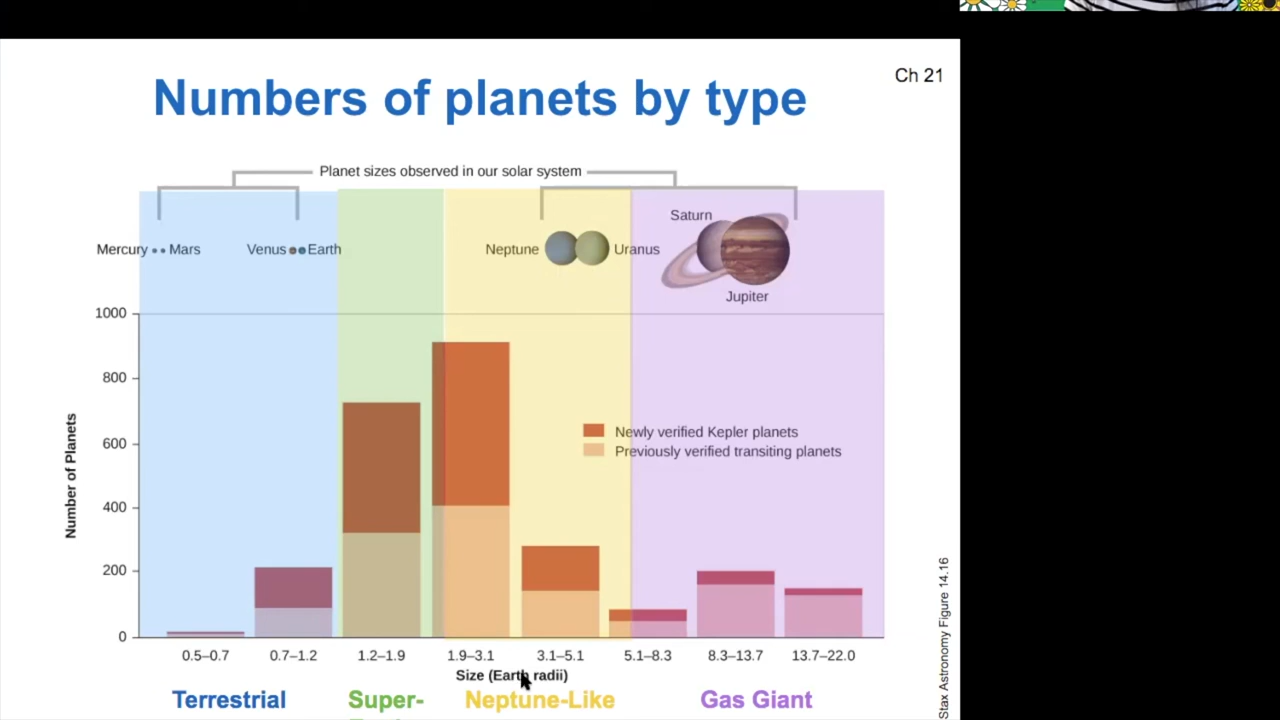 Ch 21
Numbers of planets by type
Planet sizes observed in our solar system
Saturn
Mercury Mars Venus Earth Neptune Uranus
Jupiter
1000
800
600
400
200
0
Number of Planets
Newly verified Kepler planets
Previously verified transiting planets
0.5–0.7 0.7–1.2 1.2–1.9 1.9–3.1 3.1–5.1 5.1–8.3 8.3–13.7 13.7–22.0
Size (Earth radii)
Terrestrial Super- Neptune-Like Gas Giant
Stax Astronomy Figure 14.16